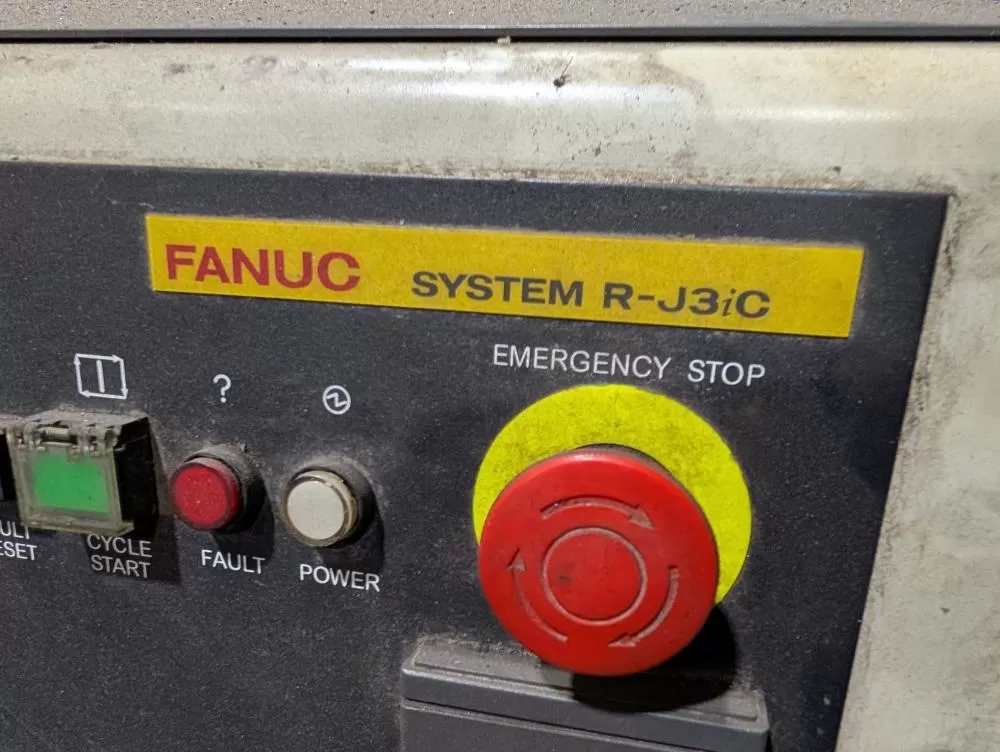 FANUC SYSTEM R-J3iC
EMERGENCY STOP
?
CYCLE
START
FAULT
POWER